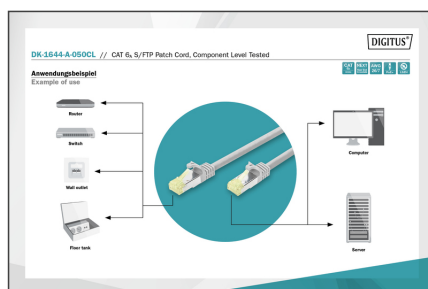 DIGITUS®
DK-1644-A-050CL // CAT 6A S/FTP Patch Cord, Component Level Tested
Anwendungsbeispiel
Example of use
Router
Switch
Wall outlet
Floor tank
Computer
Server